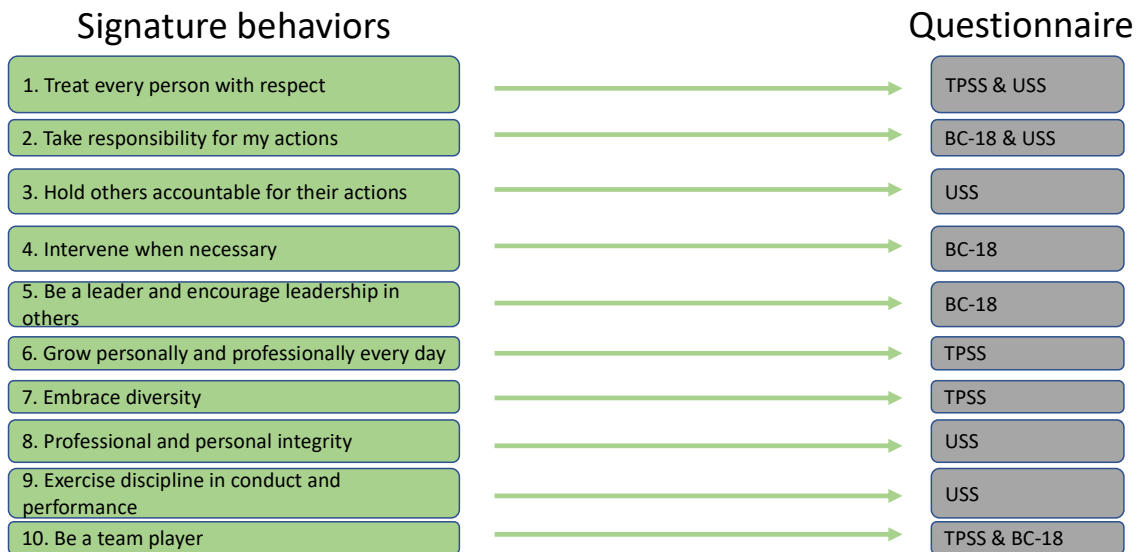 Signature behaviors
Questionnaire
1. Treat every person with respect
TPSS & USS
2. Take responsibility for my actions
BC-18 & USS
3. Hold others accountable for their actions
USS
4. Intervene when necessary
BC-18
5. Be a leader and encourage leadership in
others
BC-18
6. Grow personally and professionally every day
TPSS
7. Embrace diversity
TPSS
8. Professional and personal integrity
USS
9. Exercise discipline in conduct and
performance
USS
10. Be a team player
TPSS & BC-18